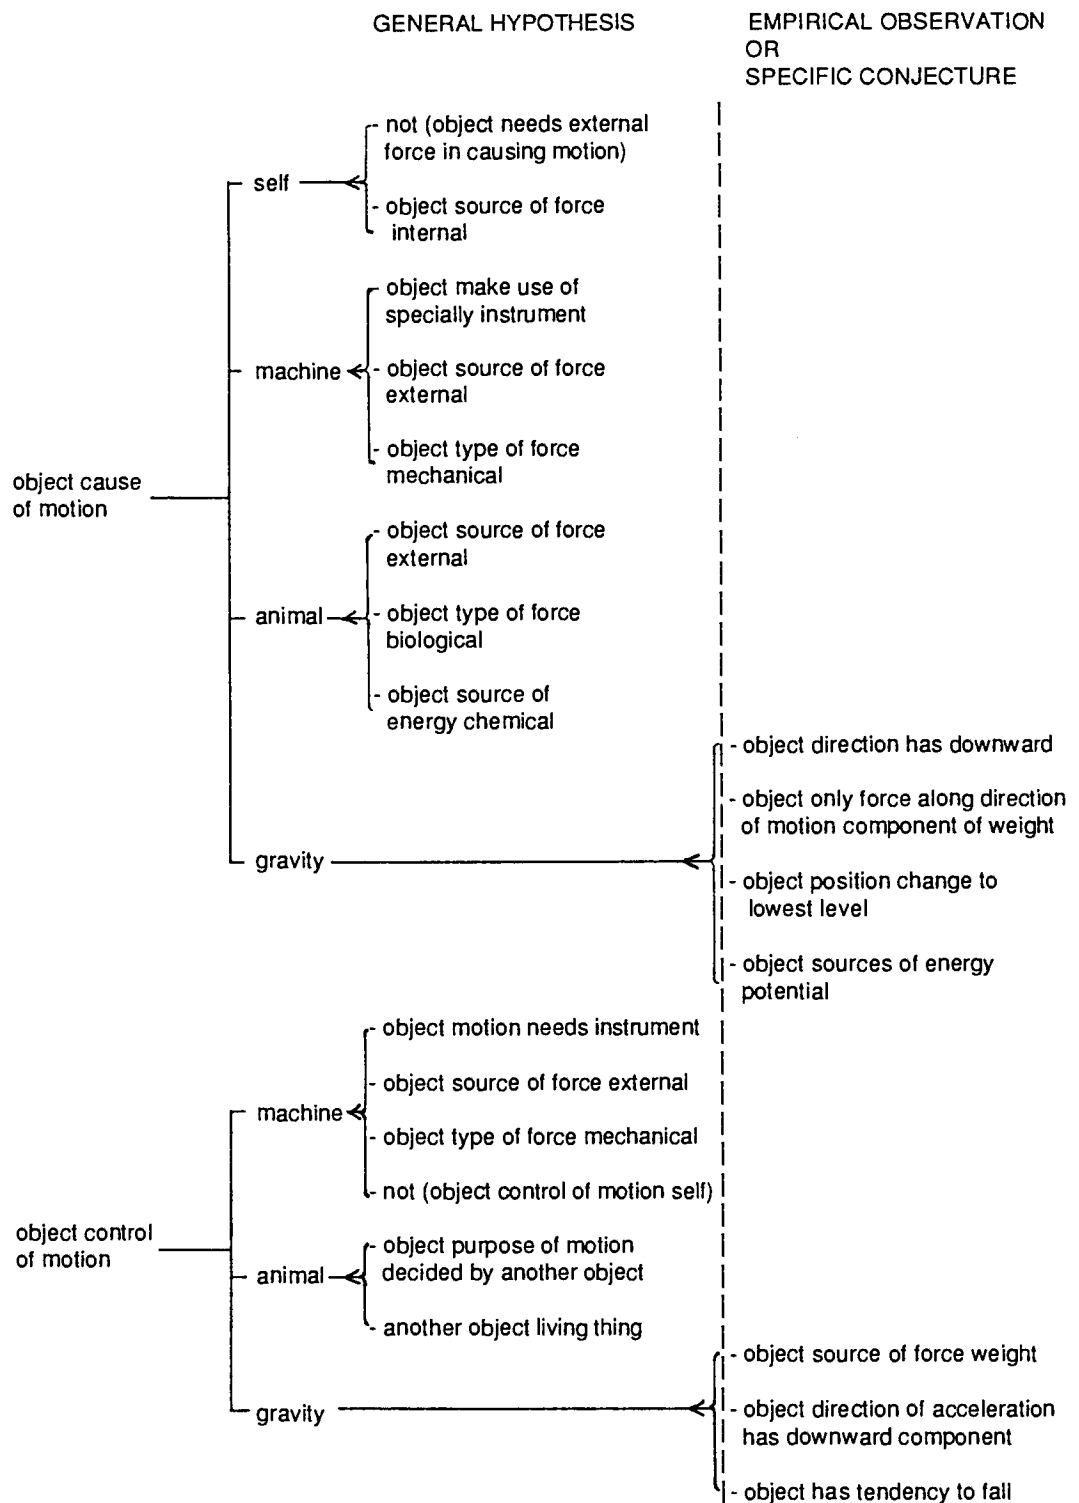 GENERAL HYPOTHESIS
EMPIRICAL OBSERVATION
OR
SPECIFIC CONJECTURE
object cause
of motion
self
- not (object needs external
force in causing motion)
- object source of force
internal
machine
- object make use of
specially instrument
- object source of force
external
- object type of force
mechanical
animal
- object source of force
external
- object type of force
biological
- object source of
energy chemical
gravity
- object direction has downward
- object only force along direction
of motion component of weight
- object position change to
lowest level
- object sources of energy
potential
object control
of motion
machine
- object motion needs instrument
- object source of force external
- object type of force mechanical
- not (object control of motion self)
animal
- object purpose of motion
decided by another object
- another object living thing
gravity
- object source of force weight
- object direction of acceleration
has downward component
- object has tendency to fall